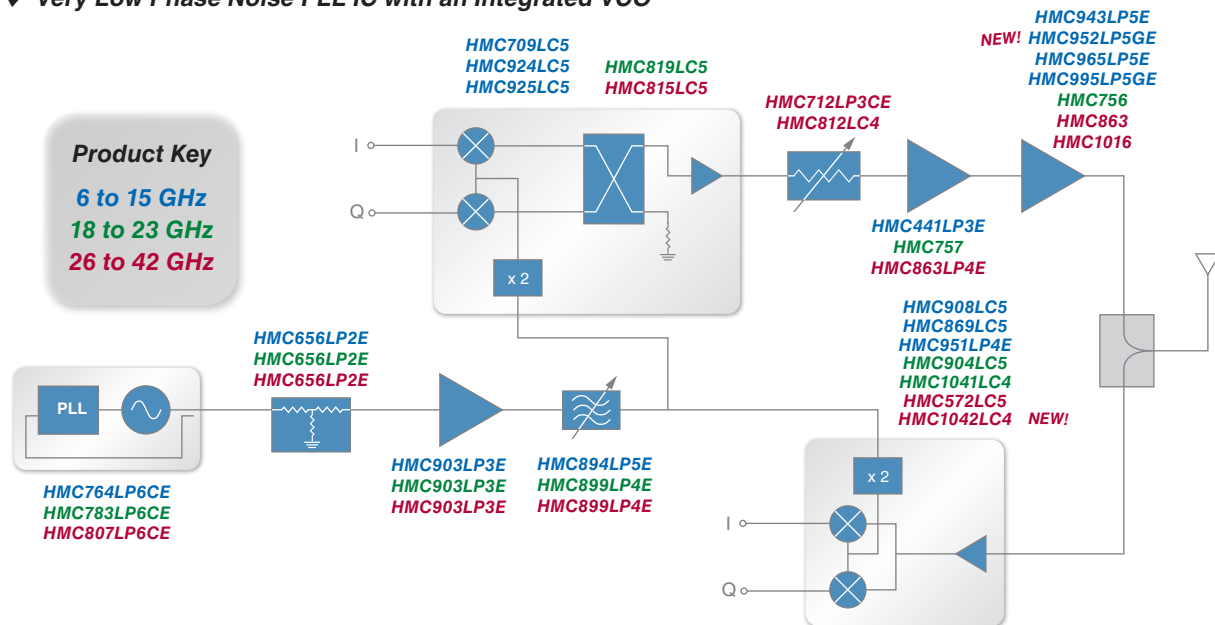 Very Low Phase Noise PLL IC with an Integrated VCO
HMC943LP5E
NEW! HMC952LP5GE
HMC965LP5E
HMC995LP5GE
HMC756
HMC863
HMC1016
HMC709LC5
HMC924LC5
HMC925LC5
HMC819LC5
HMC815LC5
HMC712LP3CE
HMC812LC4
Product Key
6 to 15 GHz
18 to 23 GHz
26 to 42 GHz
I
Q
x 2
HMC441LP3E
HMC757
HMC863LP4E
HMC908LC5
HMC869LC5
HMC951LP4E
HMC904LC5
HMC1041LC4
HMC572LC5
HMC1042LC4 NEW!
HMC656LP2E
HMC656LP2E
HMC656LP2E
PLL
HMC764LP6CE
HMC783LP6CE
HMC807LP6CE
HMC903LP3E
HMC903LP3E
HMC903LP3E
HMC894LP5E
HMC899LP4E
HMC899LP4E
x 2
I
Q